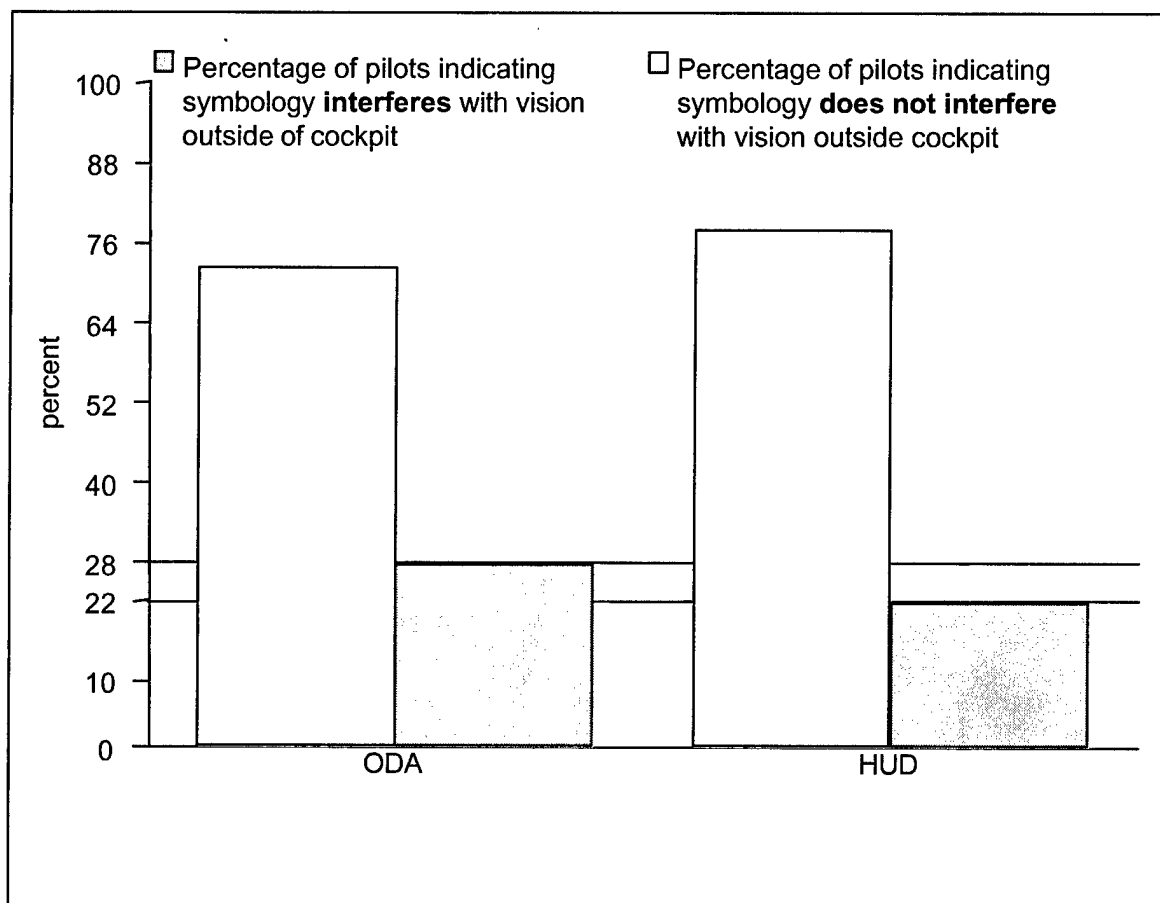 Percentage of pilots indicating
symbology interferes with vision
outside of cockpit
Percentage of pilots indicating
symbology does not interfere
with vision outside cockpit
percent
100
88
76
64
52
40
28
22
10
0
ODA
HUD